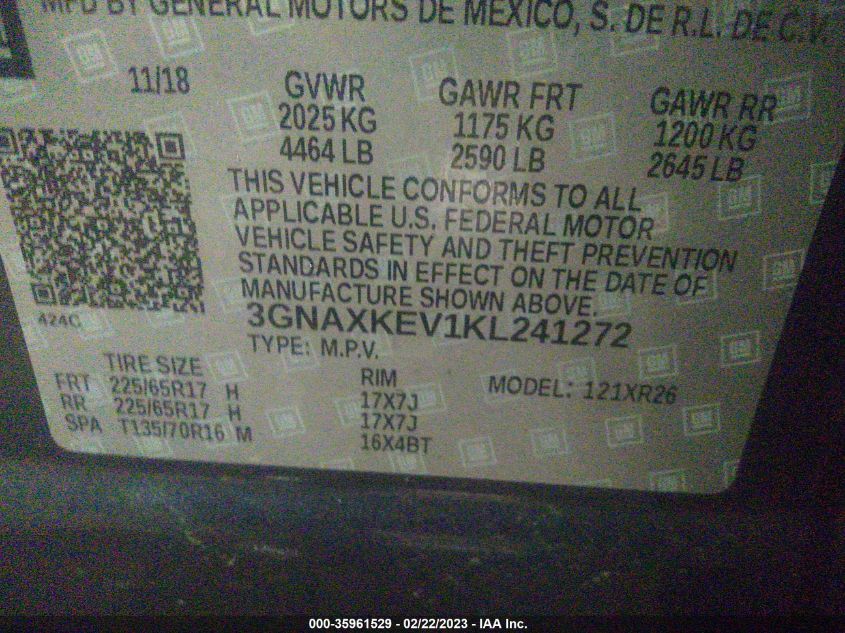 MFD BY GENERAL MOTORS DE MEXICO, S. DE R.L. DE C.V.
11/18 GVWR GAWR FRT GAWR RR
2025 KG 1175 KG 1200 KG
4464 LB 2590 LB 2645 LB
THIS VEHICLE CONFORMS TO ALL
APPLICABLE U.S. FEDERAL MOTOR
VEHICLE SAFETY AND THEFT PREVENTION
STANDARDS IN EFFECT ON THE DATE OF
MANUFACTURE SHOWN ABOVE.
424C
3GNAXKEV1KL241272
TYPE: M.P.V.
TIRE SIZE RIM MODEL: 121XR26
FRT 225/65R17 H 17X7J
RR 225/65R17 H 17X7J
SPA T135/70R16 M 16X4BT
000-35961529 - 02/22/2023 - IAA Inc.